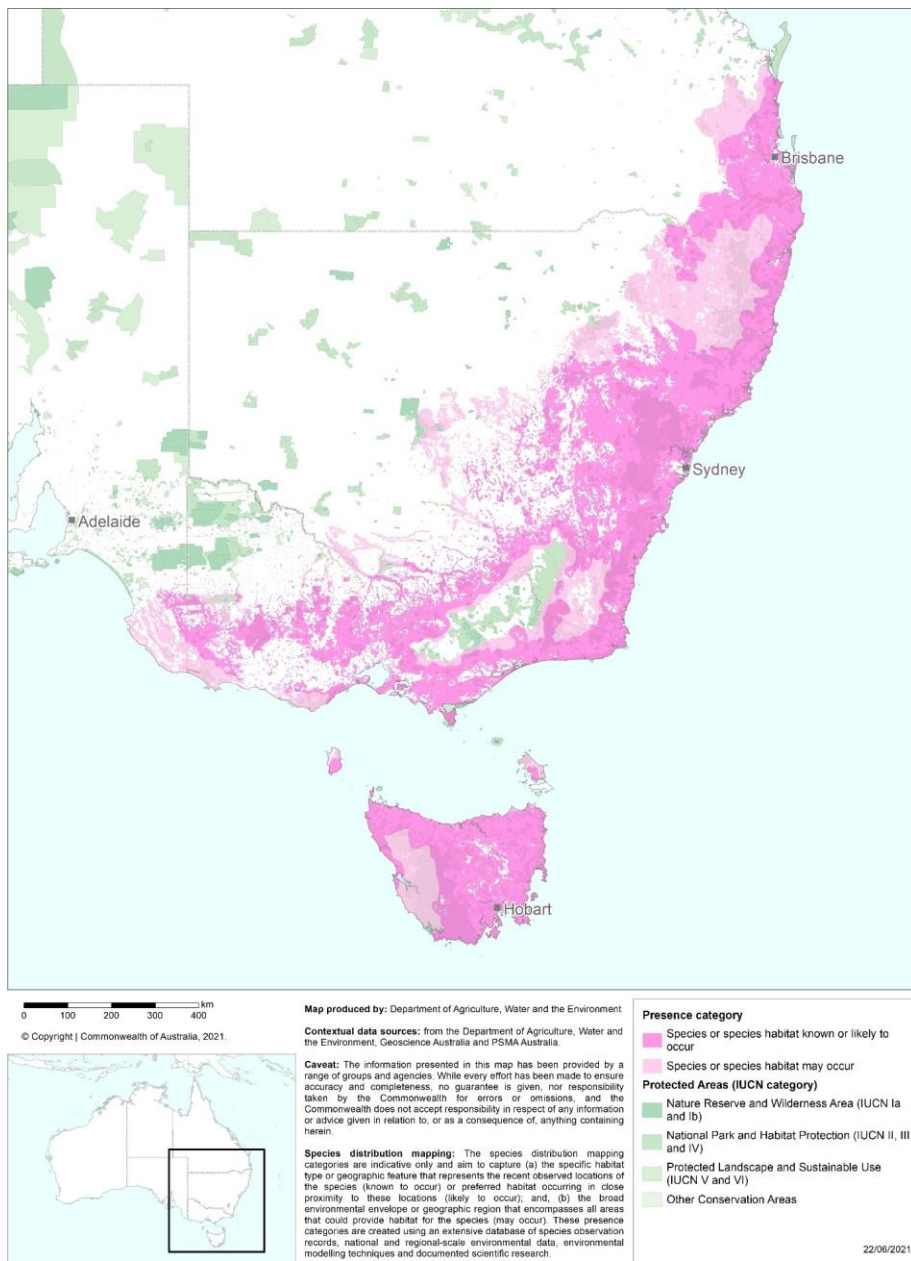 Brisbane
Sydney
Adelaide
Hobart
0 100 200 300 400 km
© Copyright | Commonwealth of Australia, 2021.
Map produced by: Department of Agriculture, Water and the Environment
Contextual data sources: from the Department of Agriculture, Water and
the Environment, Geoscience Australia and PSMA Australia.
Caveat: The information presented in this map has been provided by a
range of groups and agencies. While every effort has been made to ensure
accuracy and completeness, no guarantee is given, nor responsibility
taken by the Commonwealth for errors or omissions, and the
Commonwealth does not accept responsibility in respect of any information
or advice given in relation to, or as a consequence of, anything containing
herein.
Species distribution mapping: The species distribution mapping
categories are indicative only and aim to capture (a) the specific habitat
type or geographic feature that represents the recent observed locations of
the species (known to occur) or preferred habitat occurring in close
proximity to these locations (likely to occur); and, (b) the broad
environmental envelope or geographic region that encompasses all areas
that could provide habitat for the species (may occur). These presence
categories are created using an extensive database of species observation
records, national and regional-scale environmental data, environmental
modelling techniques and documented scientific research.
Presence category
Species or species habitat known or likely to
occur
Species or species habitat may occur
Protected Areas (IUCN category)
Nature Reserve and Wilderness Area (IUCN Ia
and Ib)
National Park and Habitat Protection (IUCN II, III
and IV)
Protected Landscape and Sustainable Use
(IUCN V and VI)
Other Conservation Areas
22/06/2021